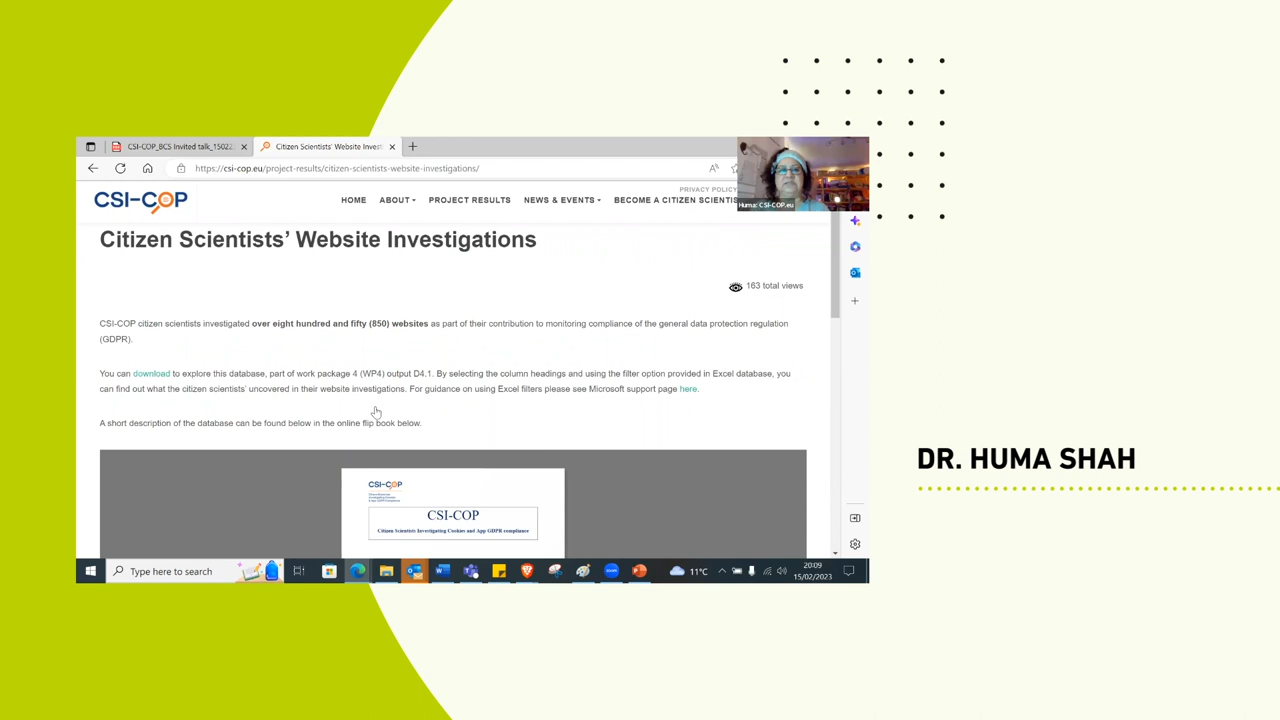 CSI-COP_BCS Invited talk_15022
Citizen Scientists' Website Invest
https://csi-cop.eu/project-results/citizen-scientists-website-investigations/
Huma: CSI-COP.eu
PRIVACY POLICY
CSI-COP
HOME
ABOUT
PROJECT RESULTS
NEWS & EVENTS
BECOME A CITIZEN SCIENTIS
Citizen Scientists' Website Investigations
163 total views
CSI-COP citizen scientists investigated over eight hundred and fifty (850) websites as part of their contribution to monitoring compliance of the general data protection regulation
(GDPR).
You can download to explore this database, part of work package 4 (WP4) output D4.1. By selecting the column headings and using the filter option provided in Excel database, you
can find out what the citizen scientists' uncovered in their website investigations. For guidance on using Excel filters please see Microsoft support page here.
A short description of the database can be found below in the online flip book below.
CSI-COP
CSI-COP
Citizen Scientists Investigating Cookies and App GDPR compliance
Type here to search
11°C
20:09
15/02/2023
DR. HUMA SHAH